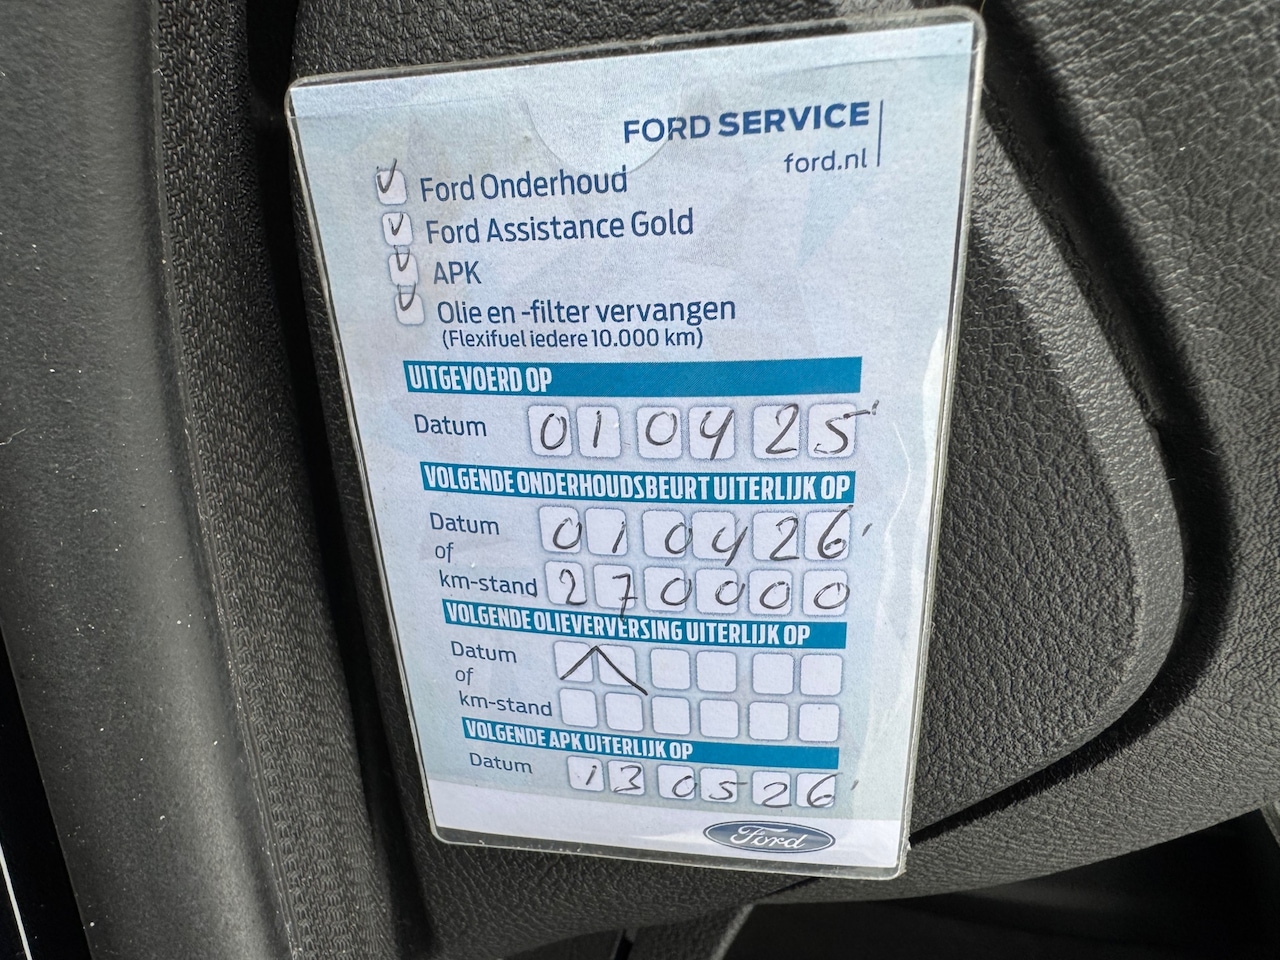 FORD SERVICE
ford.nl
Ford Onderhoud
Ford Assistance Gold
APK
Olie en -filter vervangen
(Flexifuel iedere 10.000 km)
UITGEVOERD OP
Datum 010425
VOLGENDE ONDERHOUDSBEURT UITERLIJK OP
Datum 010426
of
km-stand 270000
VOLGENDE OLIEVERVERSING UITERLIJK OP
Datum
of
km-stand
VOLGENDE APK UITERLIJK OP
Datum 130526
Ford